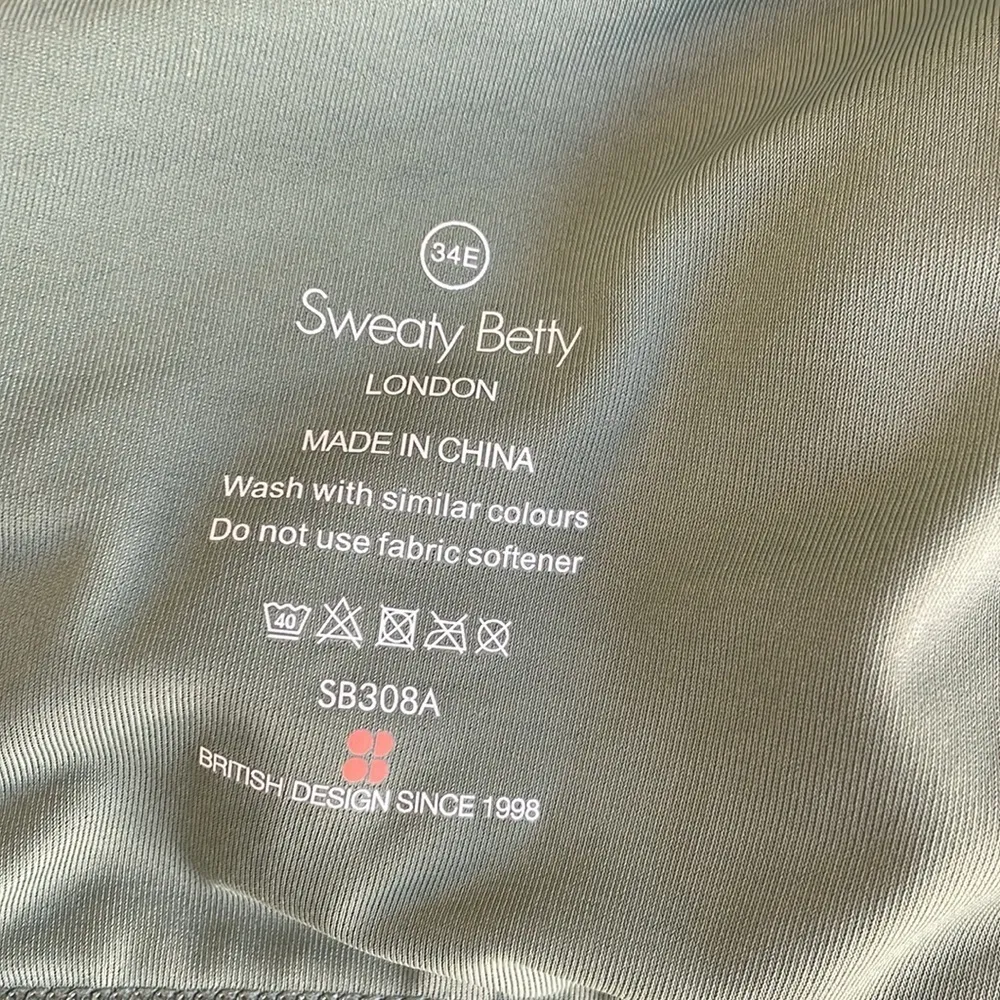 34E
Sweaty Betty
LONDON
MADE IN CHINA
Wash with similar colours
Do not use fabric softener
40
SB308A
BRITISH DESIGN SINCE 1998